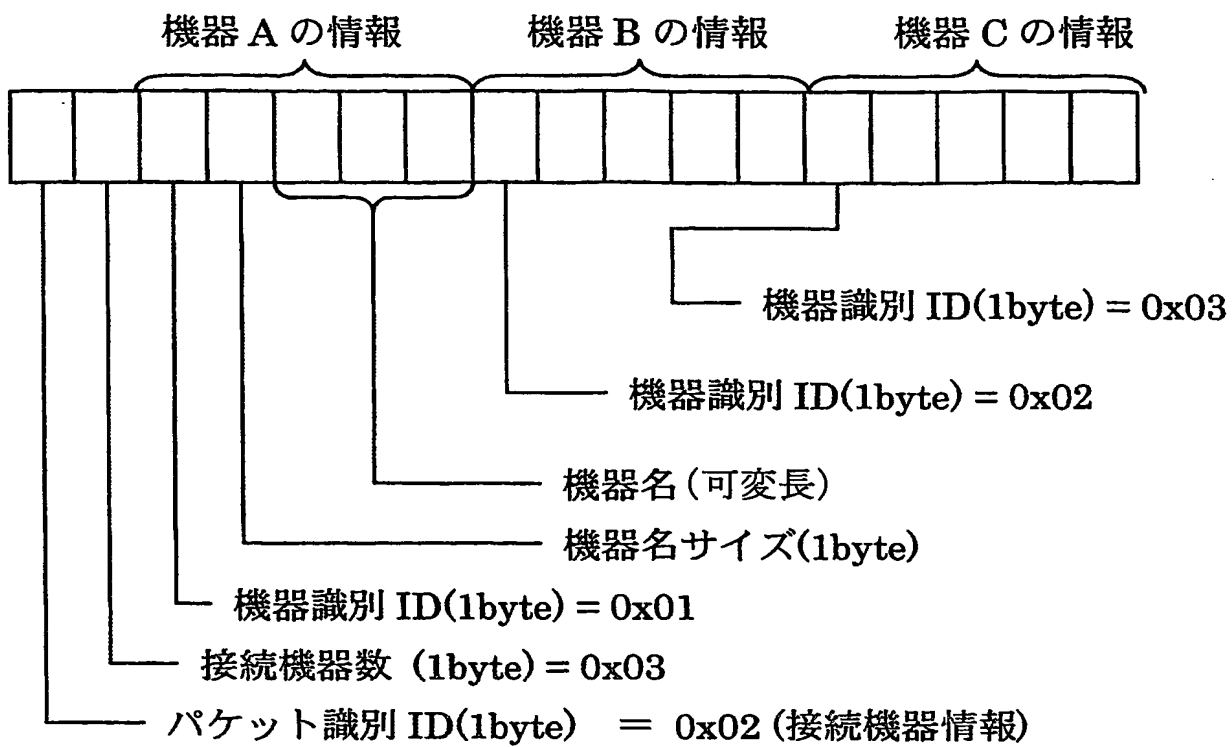 機器 A の情報
機器 B の情報
機器 C の情報
機器識別 ID(1byte) = 0x03
機器識別 ID(1byte) = 0x02
機器名(可変長)
機器名サイズ(1byte)
機器識別 ID(1byte) = 0x01
接続機器数 (1byte) = 0x03
パケット識別 ID(1byte) = 0x02 (接続機器情報)